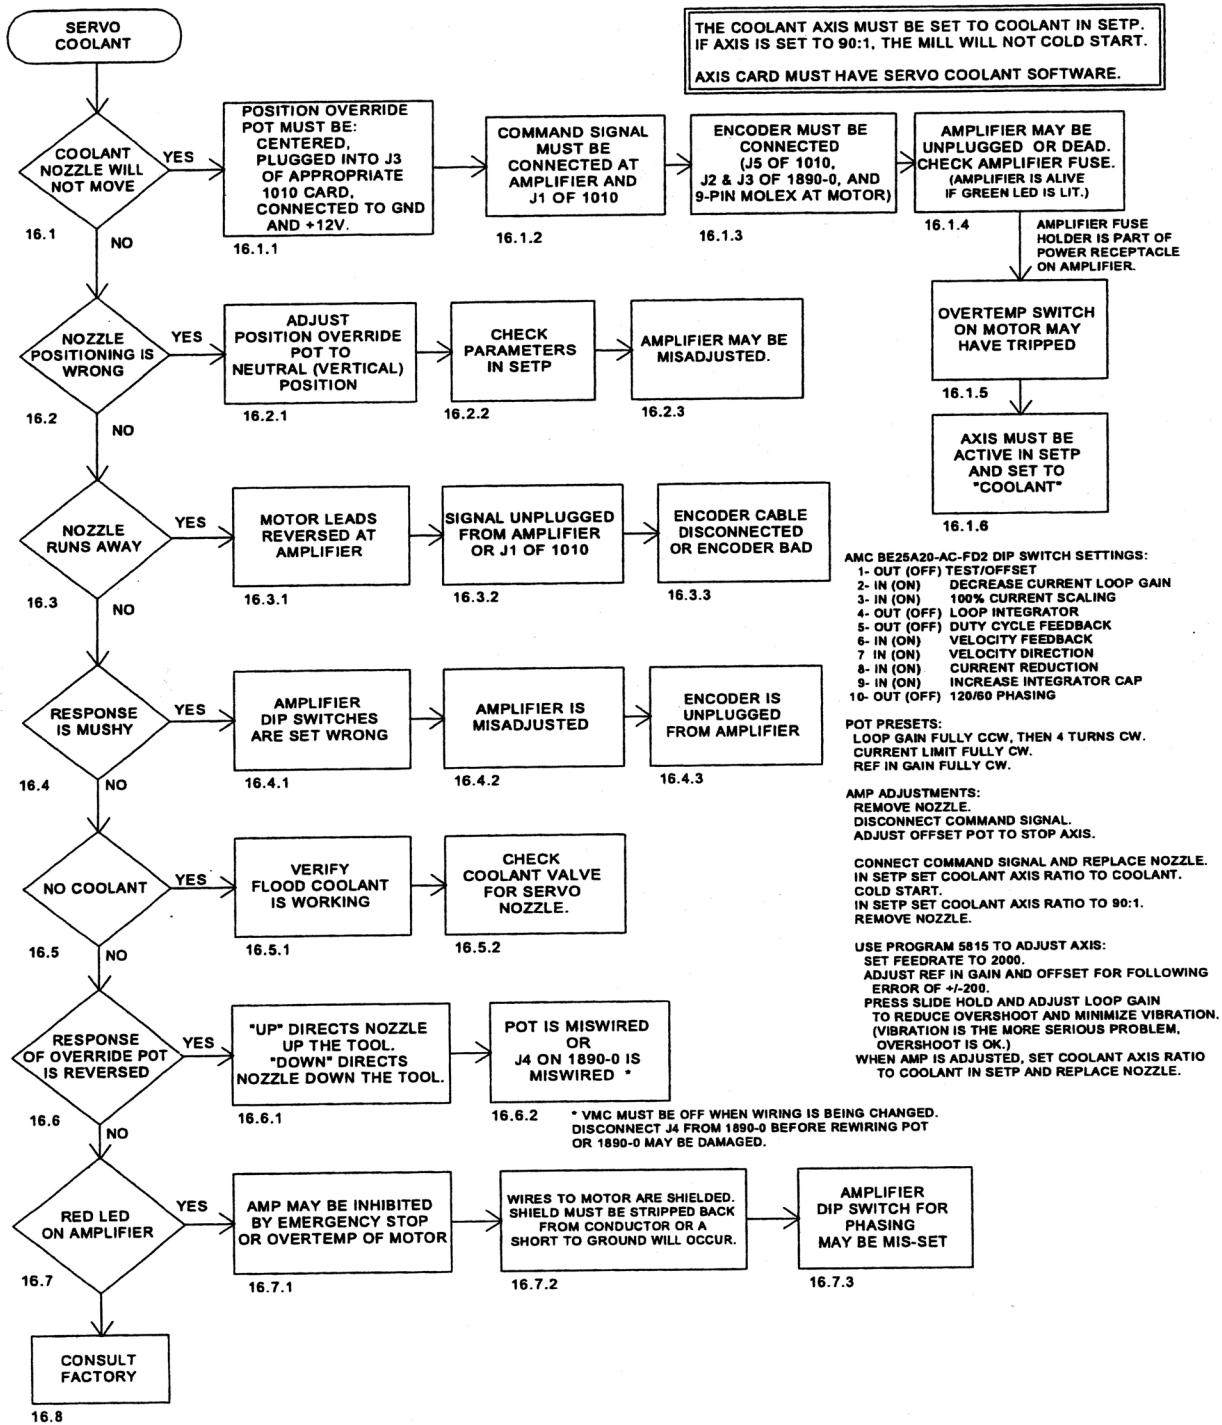 SERVO
COOLANT
THE COOLANT AXIS MUST BE SET TO COOLANT IN SETP.
IF AXIS IS SET TO 90:1, THE MILL WILL NOT COLD START.
AXIS CARD MUST HAVE SERVO COOLANT SOFTWARE.
COOLANT
NOZZLE WILL
NOT MOVE
16.1
YES
NO
POSITION OVERRIDE
POT MUST BE:
CENTERED,
PLUGGED INTO J3
OF APPROPRIATE
1010 CARD,
CONNECTED TO GND
AND +12V.
16.1.1
COMMAND SIGNAL
MUST BE
CONNECTED AT
AMPLIFIER AND
J1 OF 1010
16.1.2
ENCODER MUST BE
CONNECTED
(J5 OF 1010,
J2 & J3 OF 1890-0, AND
9-PIN MOLEX AT MOTOR)
16.1.3
AMPLIFIER MAY BE
UNPLUGGED OR DEAD.
CHECK AMPLIFIER FUSE.
(AMPLIFIER IS ALIVE
IF GREEN LED IS LIT.)
16.1.4
AMPLIFIER FUSE
HOLDER IS PART OF
POWER RECEPTACLE
ON AMPLIFIER.
OVERTEMP SWITCH
ON MOTOR MAY
HAVE TRIPPED
16.1.5
AXIS MUST BE
ACTIVE IN SETP
AND SET TO
"COOLANT"
16.1.6
NOZZLE
POSITIONING IS
WRONG
16.2
YES
NO
ADJUST
POSITION OVERRIDE
POT TO
NEUTRAL (VERTICAL)
POSITION
16.2.1
CHECK
PARAMETERS
IN SETP
16.2.2
AMPLIFIER MAY BE
MISADJUSTED.
16.2.3
NOZZLE
RUNS AWAY
16.3
YES
NO
MOTOR LEADS
REVERSED AT
AMPLIFIER
16.3.1
SIGNAL UNPLUGGED
FROM AMPLIFIER
OR J1 OF 1010
16.3.2
ENCODER CABLE
DISCONNECTED
OR ENCODER BAD
16.3.3
RESPONSE
IS MUSHY
16.4
YES
NO
AMPLIFIER
DIP SWITCHES
ARE SET WRONG
16.4.1
AMPLIFIER IS
MISADJUSTED
16.4.2
ENCODER IS
UNPLUGGED
FROM AMPLIFIER
16.4.3
NO COOLANT
16.5
YES
NO
VERIFY
FLOOD COOLANT
IS WORKING
16.5.1
CHECK
COOLANT VALVE
FOR SERVO
NOZZLE.
16.5.2
RESPONSE
OF OVERRIDE POT
IS REVERSED
16.6
YES
NO
"UP" DIRECTS NOZZLE
UP THE TOOL.
"DOWN" DIRECTS
NOZZLE DOWN THE TOOL.
16.6.1
POT IS MISWIRED
OR
J4 ON 1890-0 IS
MISWIRED *
16.6.2
* VMC MUST BE OFF WHEN WIRING IS BEING CHANGED.
DISCONNECT J4 FROM 1890-0 BEFORE REWIRING POT
OR 1890-0 MAY BE DAMAGED.
RED LED
ON AMPLIFIER
16.7
YES
AMP MAY BE INHIBITED
BY EMERGENCY STOP
OR OVERTEMP OF MOTOR
16.7.1
WIRES TO MOTOR ARE SHIELDED.
SHIELD MUST BE STRIPPED BACK
FROM CONDUCTOR OR A
SHORT TO GROUND WILL OCCUR.
16.7.2
AMPLIFIER
DIP SWITCH FOR
PHASING
MAY BE MIS-SET
16.7.3
CONSULT
FACTORY
16.8
AMC BE25A20-AC-FD2 DIP SWITCH SETTINGS:
1- OUT (OFF) TEST/OFFSET
2- IN (ON) DECREASE CURRENT LOOP GAIN
3- IN (ON) 100% CURRENT SCALING
4- OUT (OFF) LOOP INTEGRATOR
5- OUT (OFF) DUTY CYCLE FEEDBACK
6- IN (ON) VELOCITY FEEDBACK
7 IN (ON) VELOCITY DIRECTION
8- IN (ON) CURRENT REDUCTION
9- IN (ON) INCREASE INTEGRATOR CAP
10- OUT (OFF) 120/60 PHASING
POT PRESETS:
LOOP GAIN FULLY CCW, THEN 4 TURNS CW.
CURRENT LIMIT FULLY CW.
REF IN GAIN FULLY CW.
AMP ADJUSTMENTS:
REMOVE NOZZLE.
DISCONNECT COMMAND SIGNAL.
ADJUST OFFSET POT TO STOP AXIS.
CONNECT COMMAND SIGNAL AND REPLACE NOZZLE.
IN SETP SET COOLANT AXIS RATIO TO COOLANT.
COLD START.
IN SETP SET COOLANT AXIS RATIO TO 90:1.
REMOVE NOZZLE.
USE PROGRAM 5815 TO ADJUST AXIS:
SET FEEDRATE TO 2000.
ADJUST REF IN GAIN AND OFFSET FOR FOLLOWING
ERROR OF +/-200.
PRESS SLIDE HOLD AND ADJUST LOOP GAIN
TO REDUCE OVERSHOOT AND MINIMIZE VIBRATION.
(VIBRATION IS THE MORE SERIOUS PROBLEM,
OVERSHOOT IS OK.)
WHEN AMP IS ADJUSTED, SET COOLANT AXIS RATIO
TO COOLANT IN SETP AND REPLACE NOZZLE.